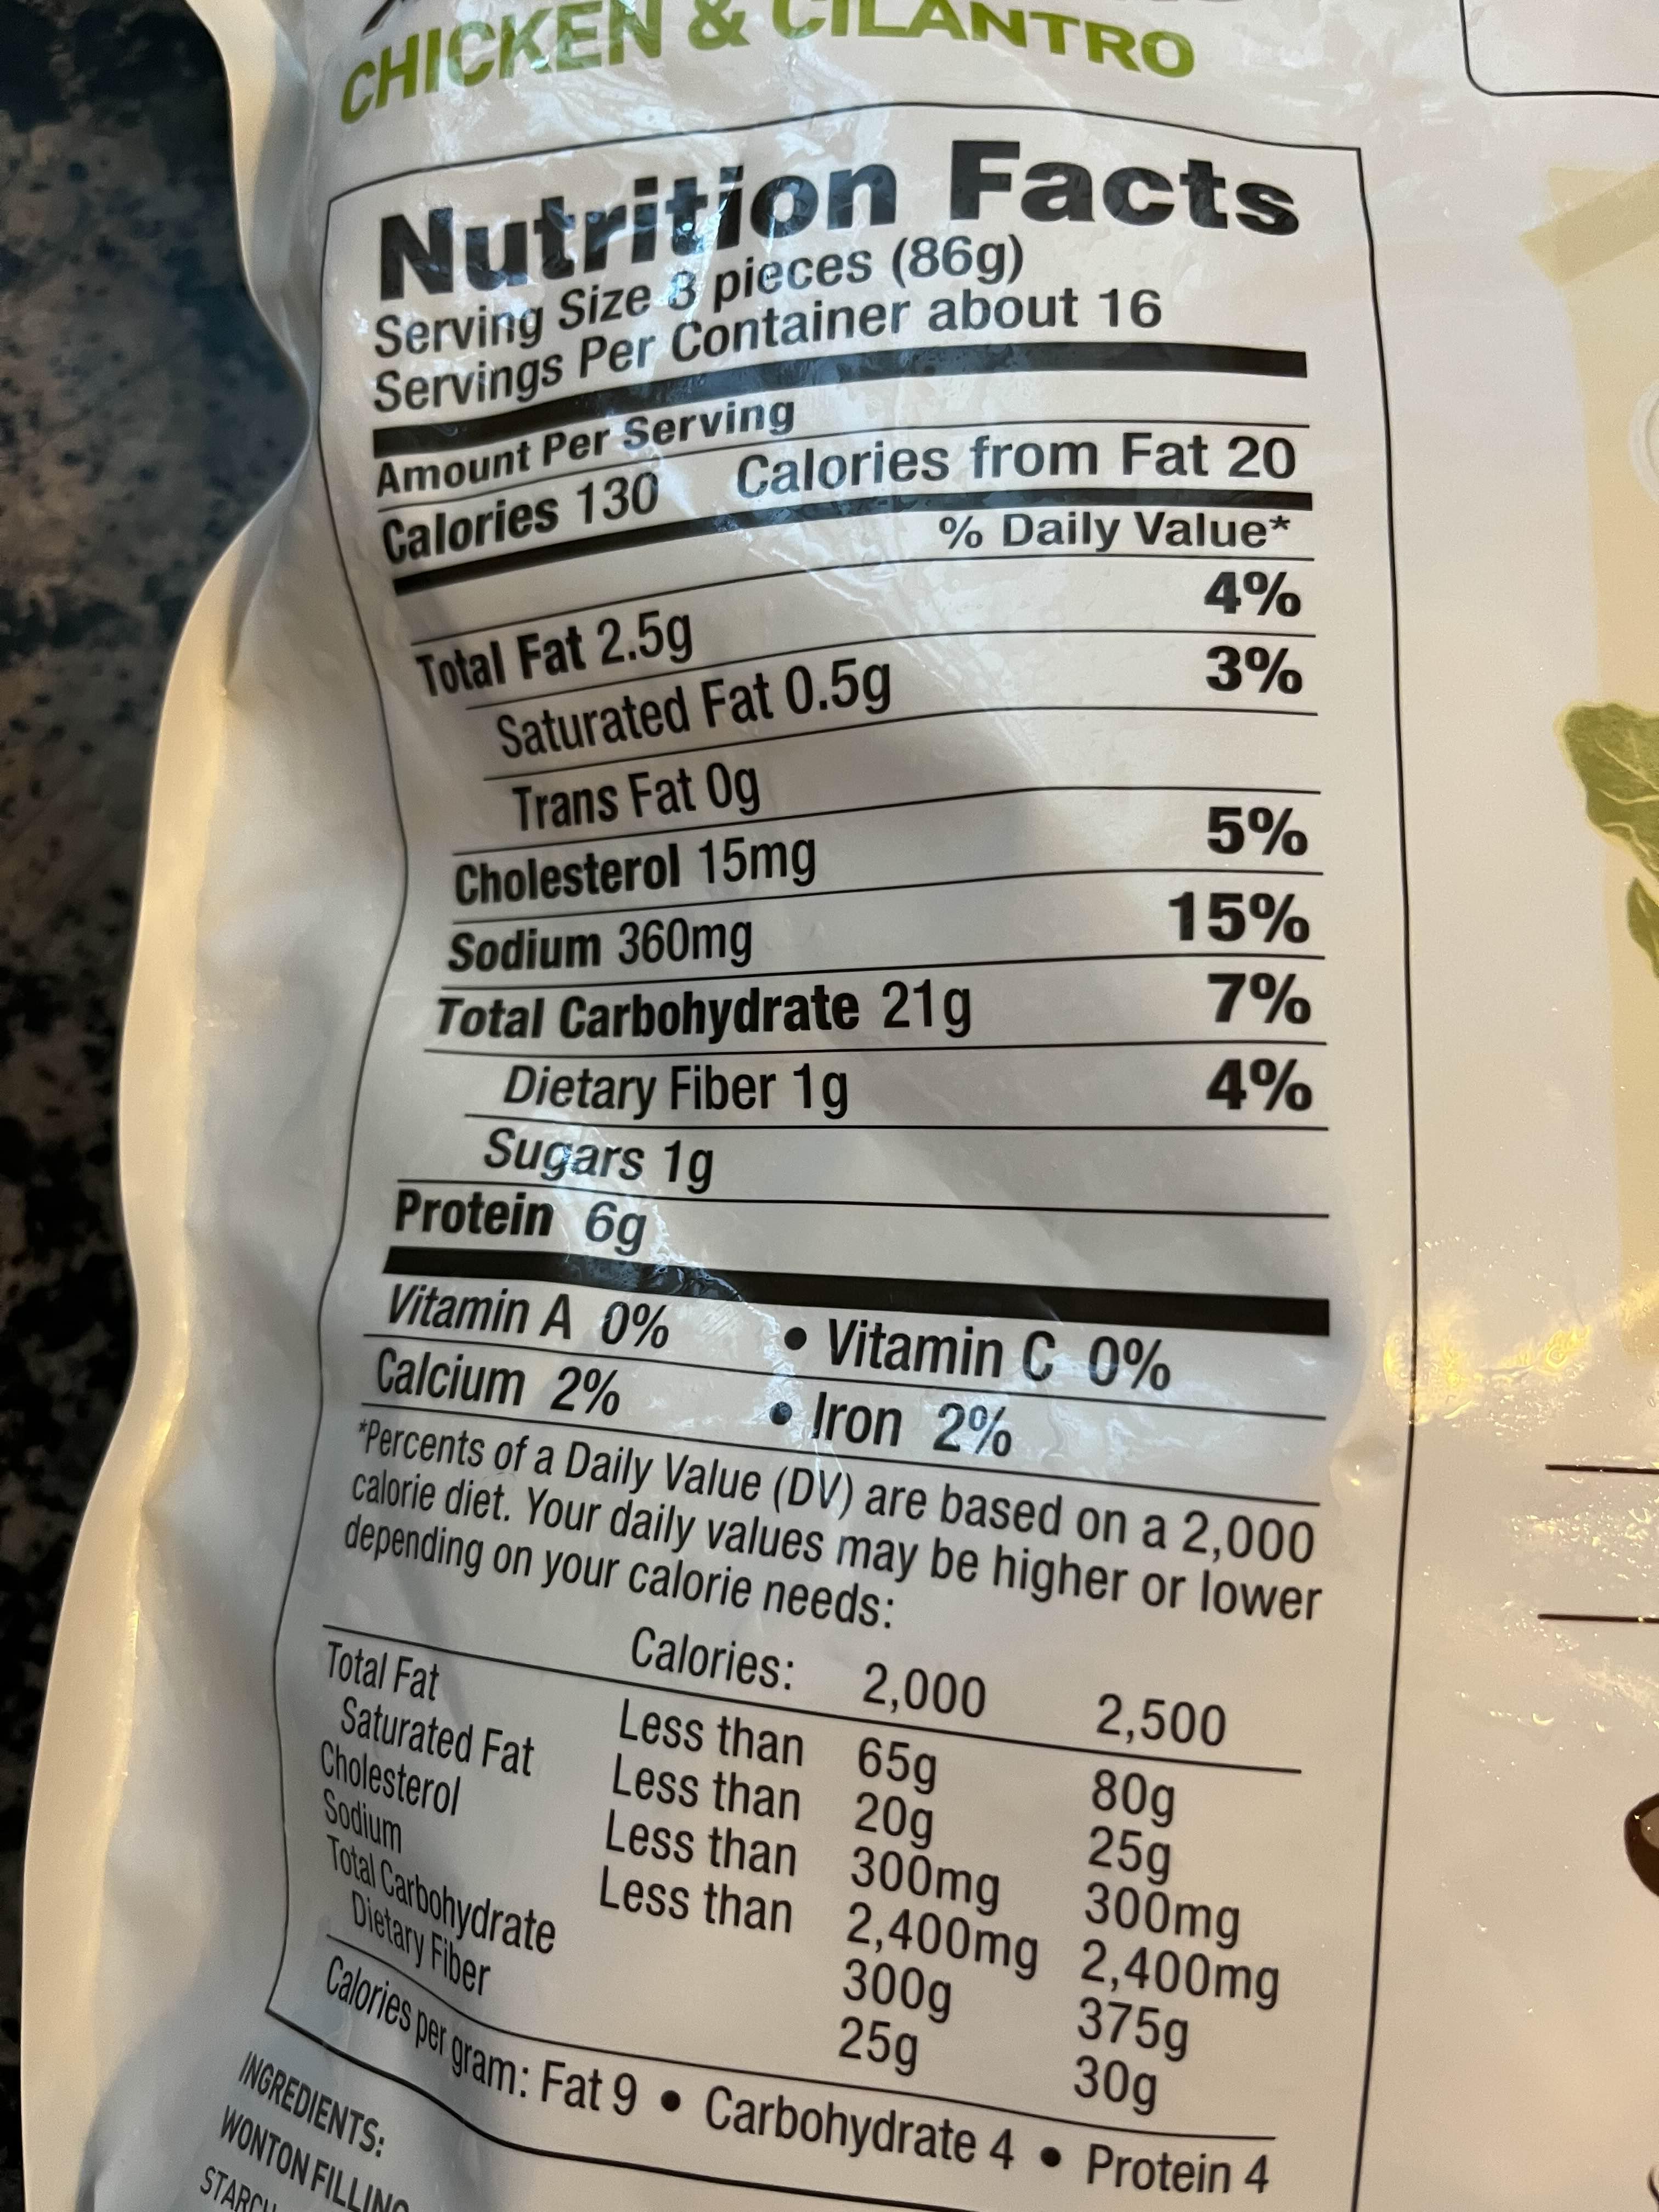 CHICKEN & CILANTRO
Nutrition Facts
Serving Size 3 pieces (86g)
Servings Per Container about 16
Amount Per Serving
Calories 130 Calories from Fat 20
% Daily Value*
Total Fat 2.5g 4%
Saturated Fat 0.5g 3%
Trans Fat 0g
Cholesterol 15mg 5%
Sodium 360mg 15%
Total Carbohydrate 21g 7%
Dietary Fiber 1g 4%
Sugars 1g
Protein 6g
Vitamin A 0% • Vitamin C 0%
Calcium 2% • Iron 2%
*Percents of a Daily Value (DV) are based on a 2,000
calorie diet. Your daily values may be higher or lower
depending on your calorie needs:
Calories: 2,000 2,500
Total Fat Less than 65g 80g
Saturated Fat Less than 20g 25g
Cholesterol Less than 300mg 300mg
Sodium Less than 2,400mg 2,400mg
Total Carbohydrate 300g 375g
Dietary Fiber 25g 30g
Calories per gram: Fat 9 • Carbohydrate 4 • Protein 4
INGREDIENTS:
WONTON FILLING